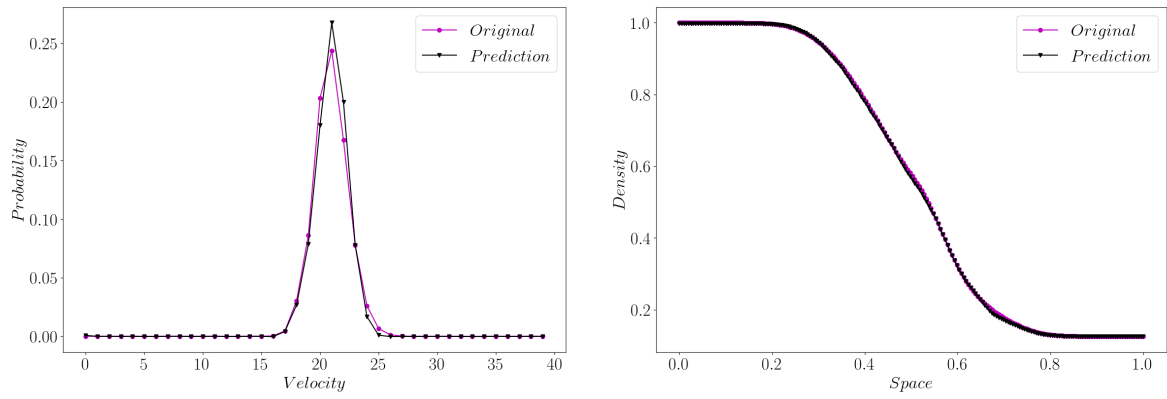 Original
Prediction
0.25
0.20
0.15
0.10
0.05
0.00
Probability
0 5 10 15 20 25 30 35 40
Velocity
Original
Prediction
1.0
0.8
0.6
0.4
0.2
Density
0.0 0.2 0.4 0.6 0.8 1.0
Space